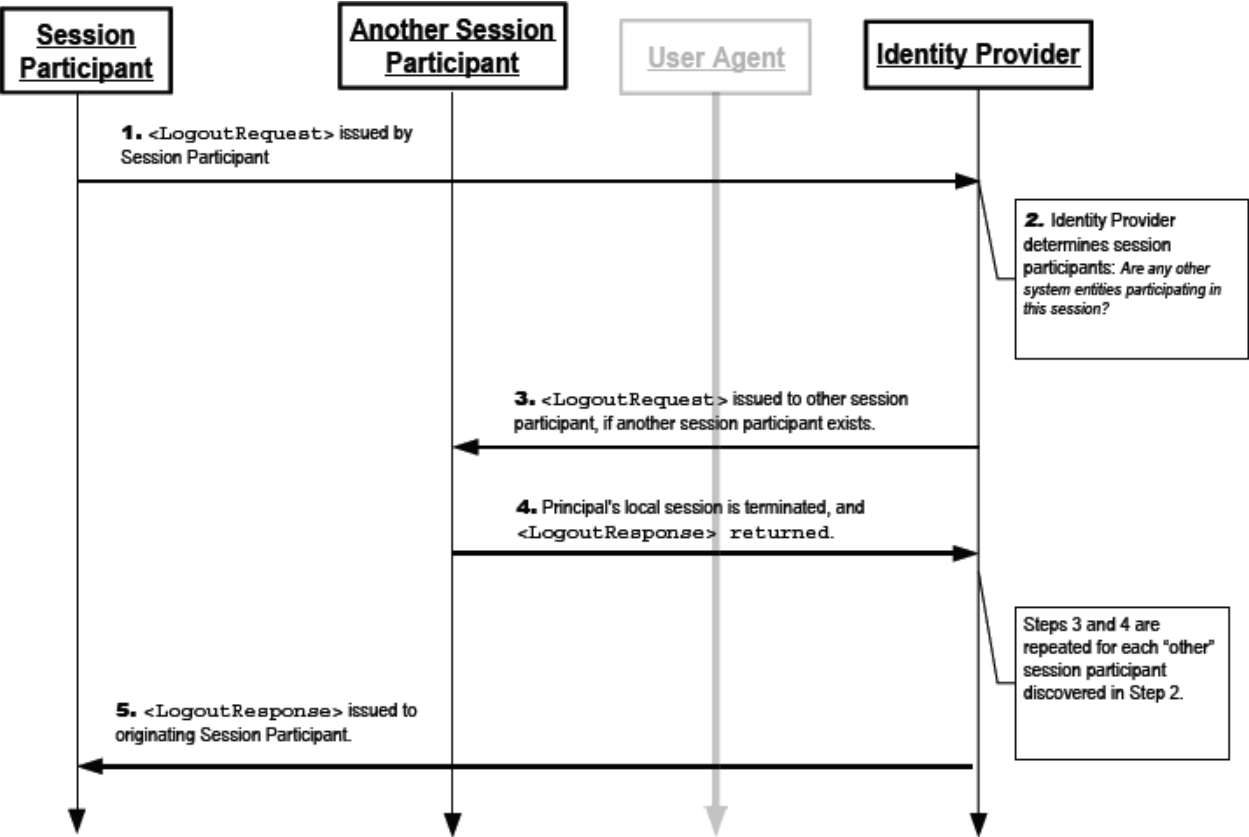 Session
Participant
Another Session
Participant
User Agent
Identity Provider
1. <LogoutRequest> issued by
Session Participant
2. Identity Provider
determines session
participants: Are any other
system entities participating in
this session?
3. <LogoutRequest> issued to other session
participant, if another session participant exists.
4. Principal's local session is terminated, and
<LogoutResponse> returned.
Steps 3 and 4 are
repeated for each “other”
session participant
discovered in Step 2.
5. <LogoutResponse> issued to
originating Session Participant.